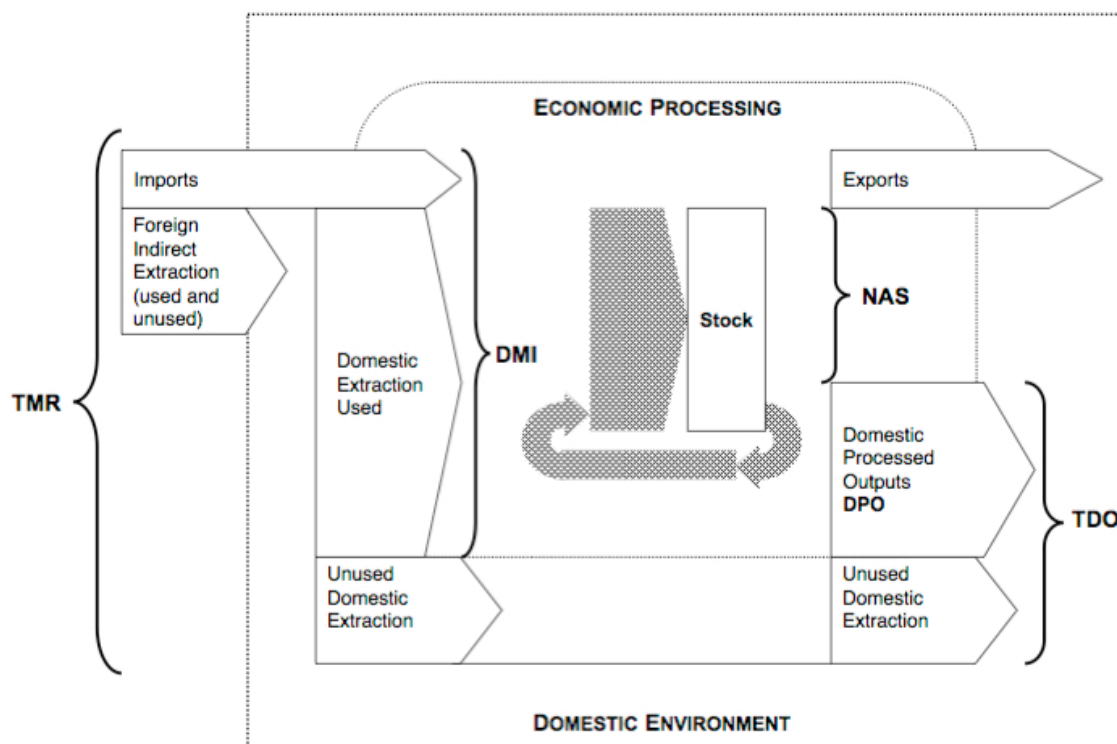 ECONOMIC PROCESSING
Imports
Exports
Foreign
Indirect
Extraction
(used and
unused)
Stock
NAS
DMI
Domestic
Extraction
Used
TMR
Domestic
Processed
Outputs
DPO
TDO
Unused
Domestic
Extraction
Unused
Domestic
Extraction
DOMESTIC ENVIRONMENT